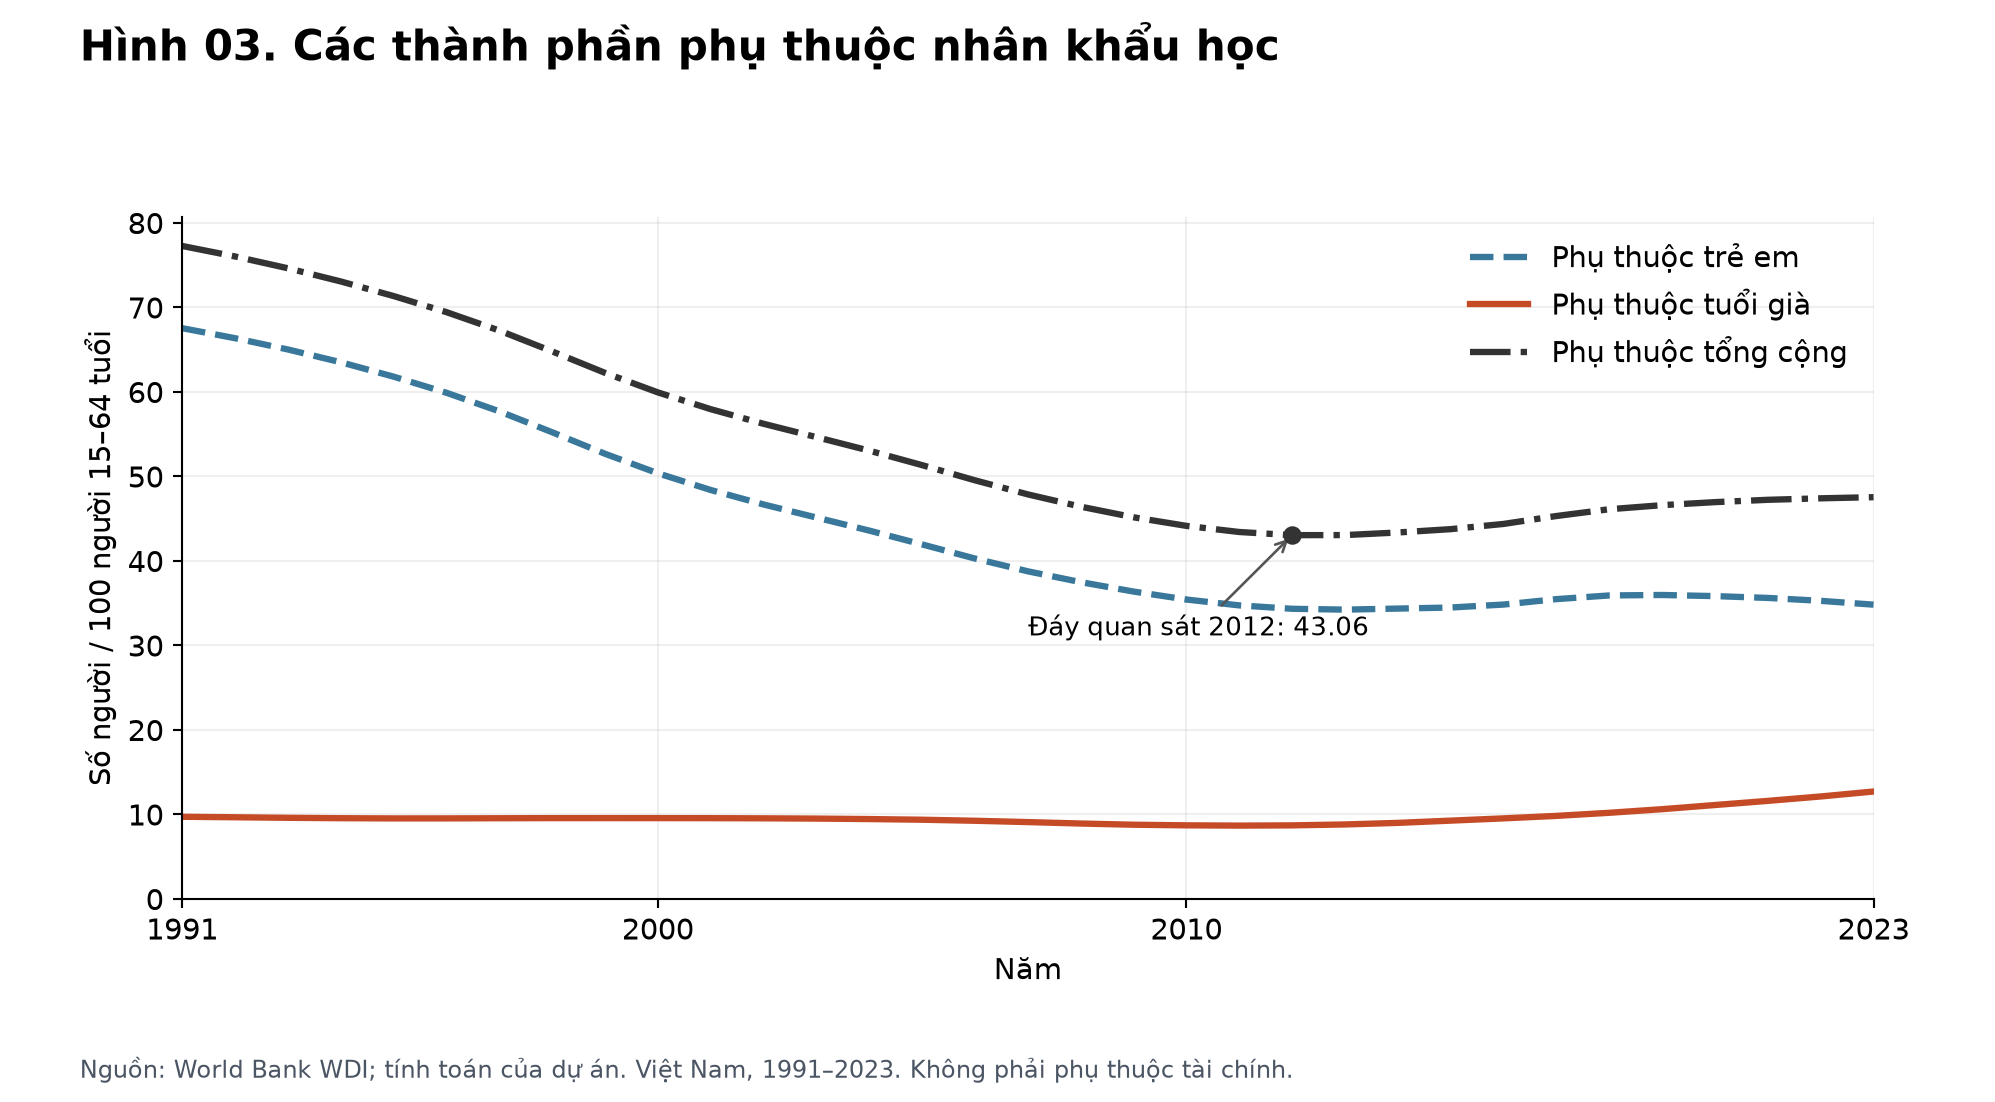 Hình 03. Các thành phần phụ thuộc nhân khẩu học
Số người / 100 người 15–64 tuổi
80
70
60
50
40
30
20
10
0
Phụ thuộc trẻ em
Phụ thuộc tuổi già
Phụ thuộc tổng cộng
Đáy quan sát 2012: 43.06
1991
2000
2010
2023
Năm
Nguồn: World Bank WDI; tính toán của dự án. Việt Nam, 1991–2023. Không phải phụ thuộc tài chính.